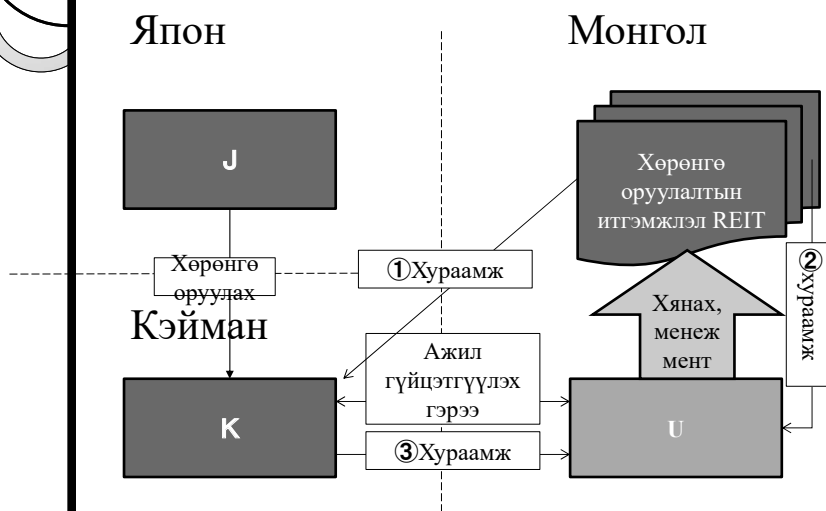 Япон
Монгол
J
Хөрөнгө
оруулалтын
итгэмжлэл REIT
Хөрөнгө
оруулах
①Хураамж
②хураамж
Кэйман
Хянах,
менеж
мент
Ажил
гүйцэтгүүлэх
гэрээ
K
U
③Хураамж